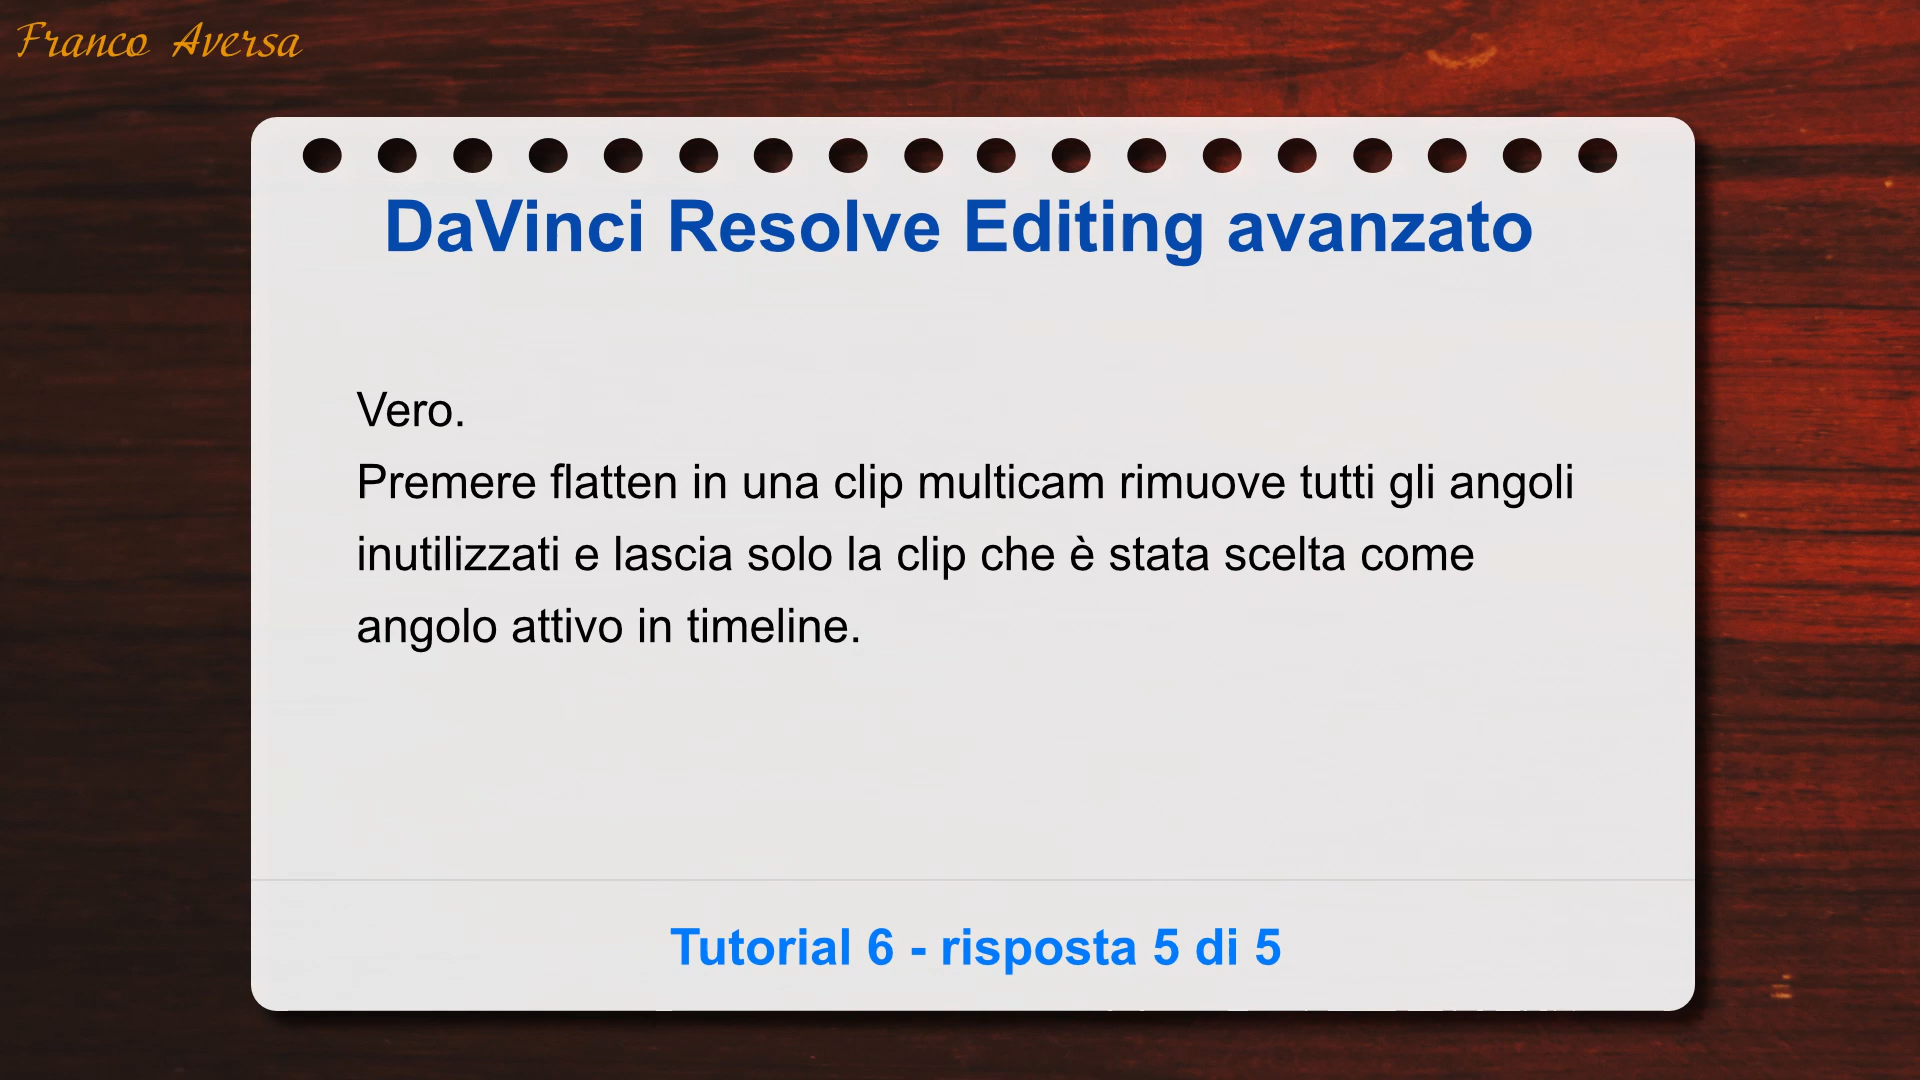 Franco Aversa
DaVinci Resolve Editing avanzato
Vero.
Premere flatten in una clip multicam rimuove tutti gli angoli
inutilizzati e lascia solo la clip che è stata scelta come
angolo attivo in timeline.
Tutorial 6 - risposta 5 di 5